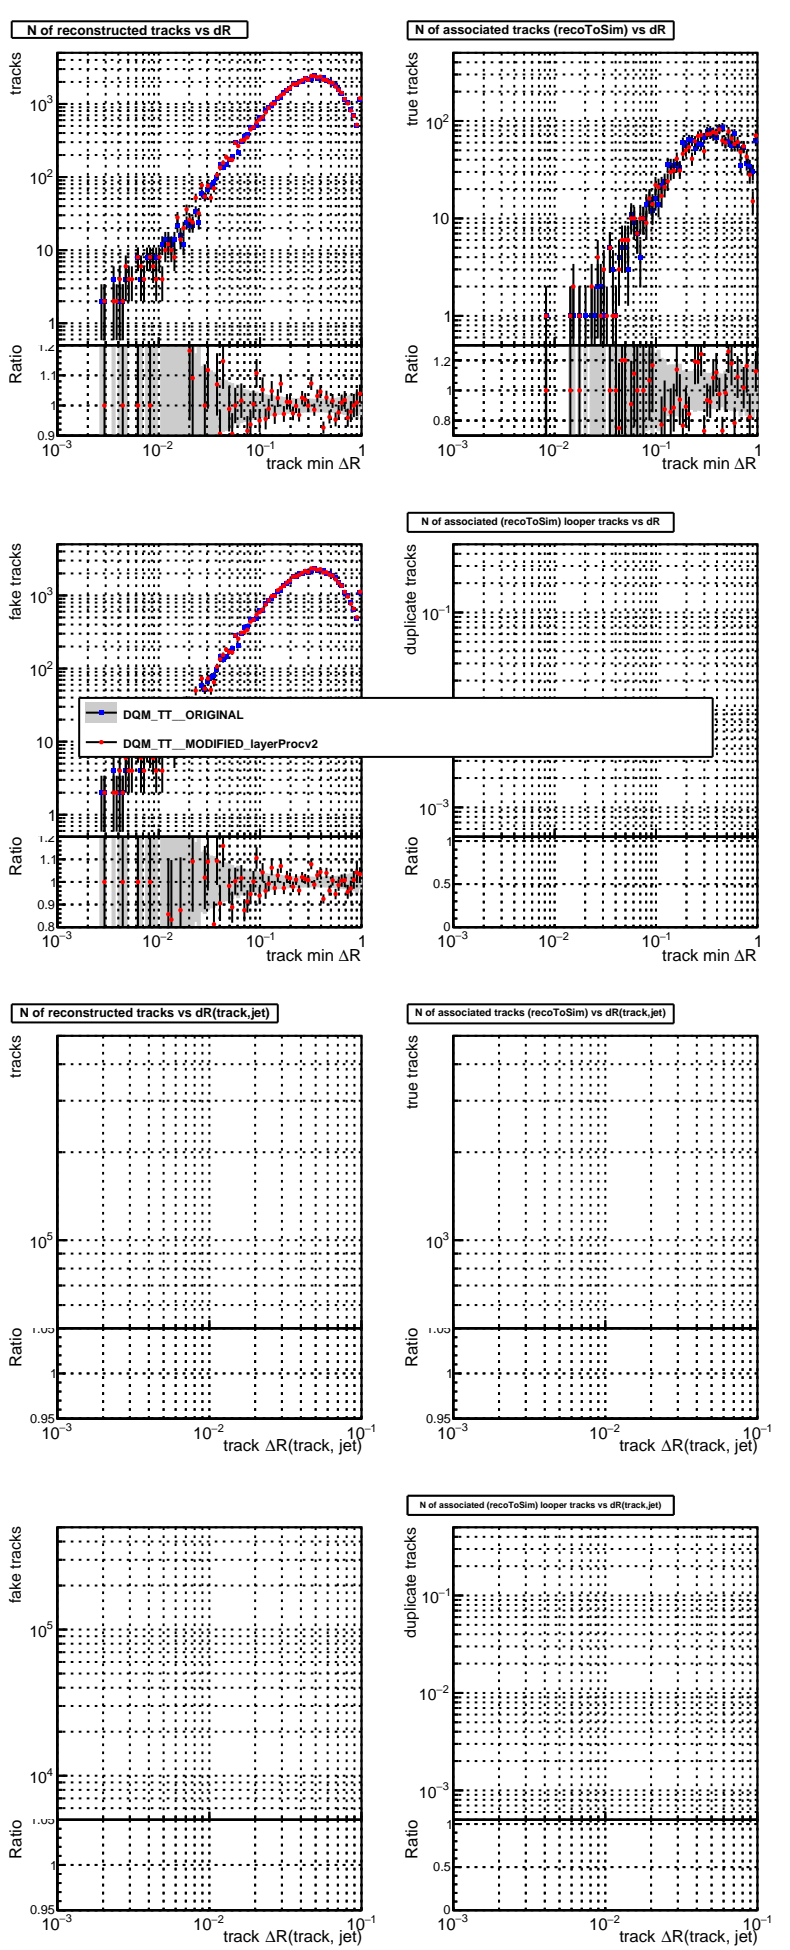 N of reconstructed tracks vs dR
tracks
10³
10²
10
1
1.2
1.1
1
0.9
Ratio
10⁻³
10⁻²
10⁻¹
1
track min ΔR
N of associated tracks (recoToSim) vs dR
true tracks
10²
10
1
1.2
1
0.8
Ratio
10⁻³
10⁻²
10⁻¹
1
track min ΔR
fake tracks
10³
10²
10
1
1.2
1.1
1
0.9
0.8
Ratio
10⁻³
10⁻²
10⁻¹
1
track min ΔR
N of associated (recoToSim) looper tracks vs dR
duplicate tracks
10⁻¹
10⁻³
1
0.5
0
Ratio
10⁻³
10⁻²
10⁻¹
1
track min ΔR
DQM_TT__ORIGINAL
DQM_TT__MODIFIED_layerProcv2
N of reconstructed tracks vs dR(track,jet)
tracks
10⁵
1.05
1
0.95
Ratio
10⁻³
10⁻²
10⁻¹
track ΔR(track, jet)
N of associated tracks (recoToSim) vs dR(track,jet)
true tracks
10³
1.05
1
0.95
Ratio
10⁻³
10⁻²
10⁻¹
track ΔR(track, jet)
fake tracks
10⁵
10⁴
1.05
1
0.95
Ratio
10⁻³
10⁻²
10⁻¹
track ΔR(track, jet)
N of associated (recoToSim) looper tracks vs dR(track,jet)
duplicate tracks
10⁻¹
10⁻²
10⁻³
1
0.5
0
Ratio
10⁻³
10⁻²
10⁻¹
track ΔR(track, jet)